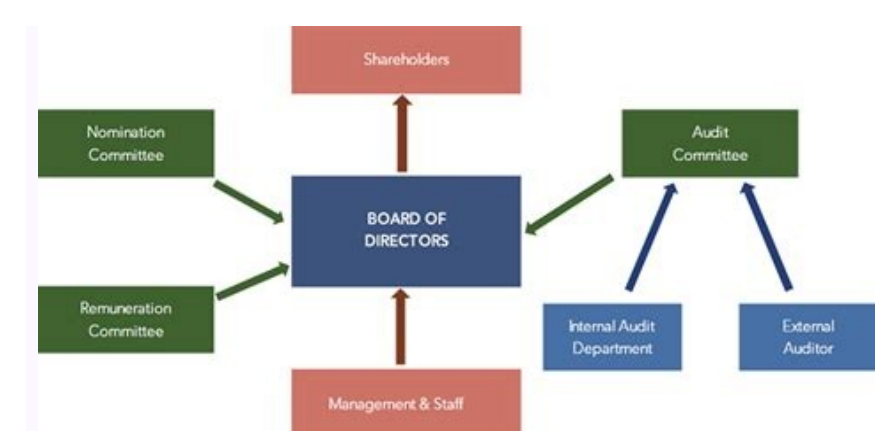 Shareholders
Nomination
Committee
Audit
Committee
BOARD OF
DIRECTORS
Remuneration
Committee
Internal Audit
Department
External
Auditor
Management & Staff